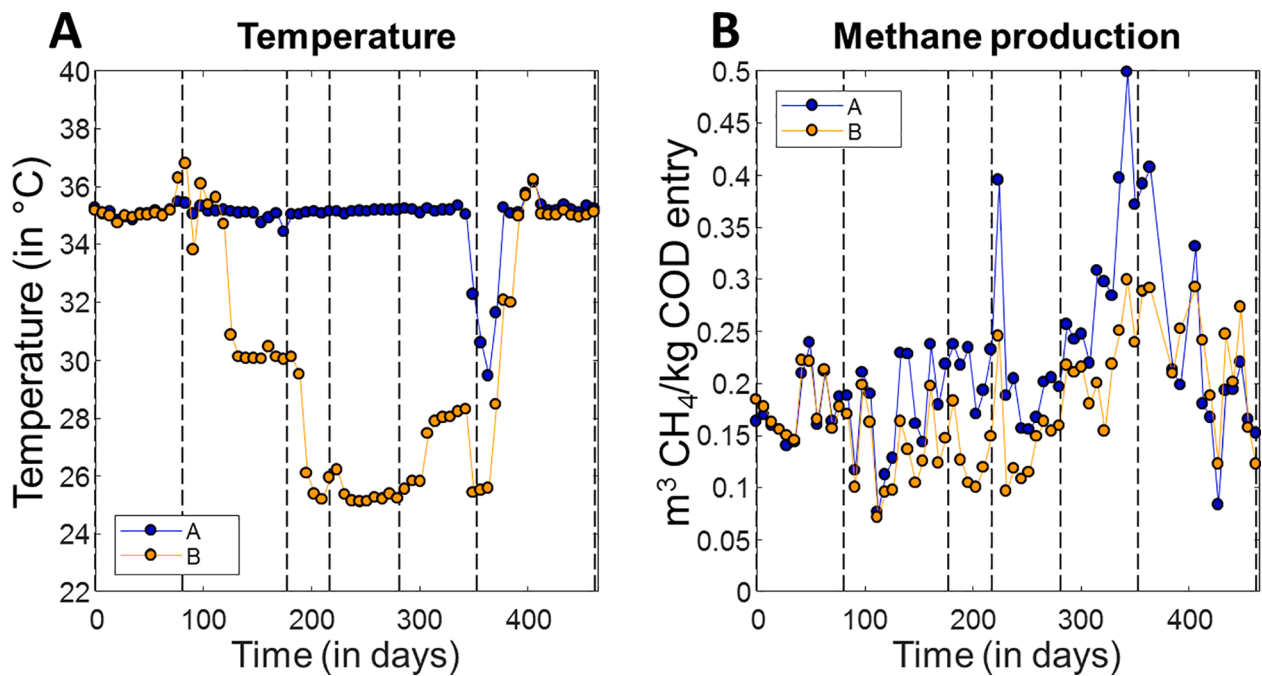 A
Temperature
Temperature (in °C)
40
38
36
34
32
30
28
26
24
22
A
B
0 100 200 300 400
Time (in days)
B
Methane production
m³ CH₄/kg COD entry
0.5
0.45
0.4
0.35
0.3
0.25
0.2
0.15
0.1
0.05
0
A
B
0 100 200 300 400
Time (in days)